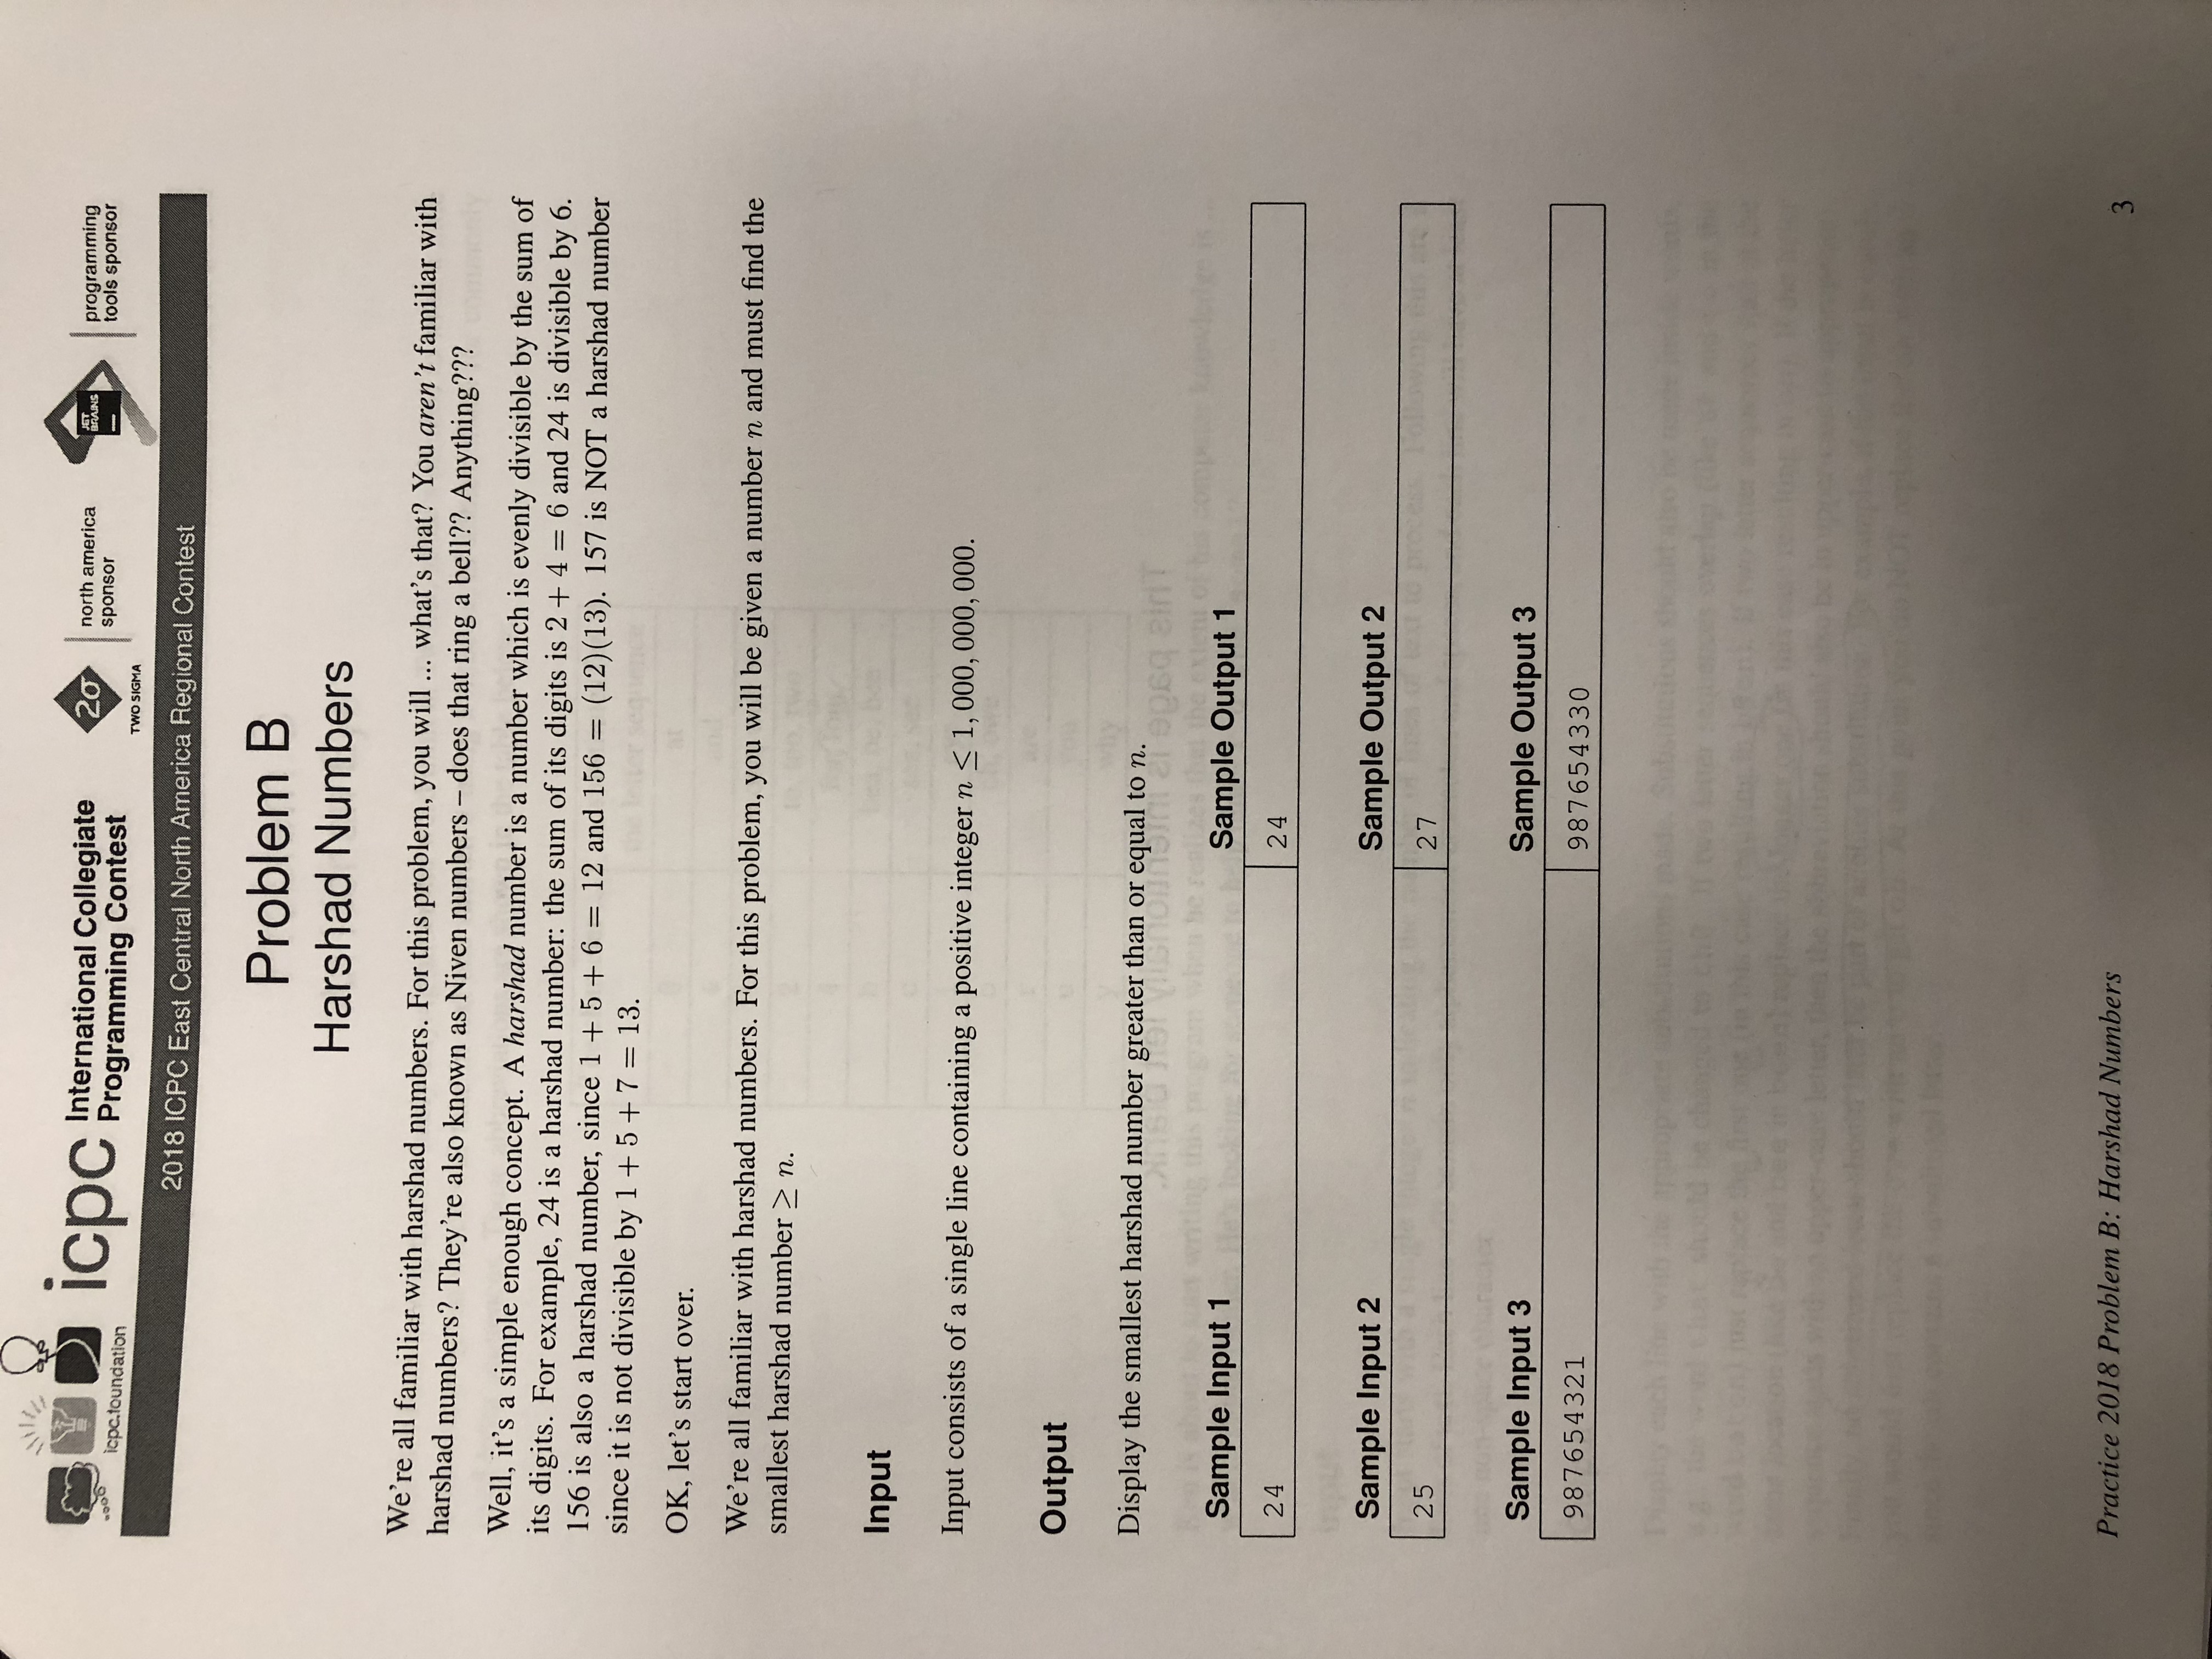 icpc.foundation
icpc International Collegiate
Programming Contest
2σ
TWO SIGMA
north america
sponsor
JET
BRAINS
programming
tools sponsor
2018 ICPC East Central North America Regional Contest
Problem B
Harshad Numbers
We're all familiar with harshad numbers. For this problem, you will ... what's that? You aren't familiar with
harshad numbers? They're also known as Niven numbers – does that ring a bell?? Anything???
Well, it's a simple enough concept. A harshad number is a number which is evenly divisible by the sum of
its digits. For example, 24 is a harshad number: the sum of its digits is 2 + 4 = 6 and 24 is divisible by 6.
156 is also a harshad number, since 1 + 5 + 6 = 12 and 156 = (12)(13). 157 is NOT a harshad number
since it is not divisible by 1 + 5 + 7 = 13.
OK, let's start over.
We're all familiar with harshad numbers. For this problem, you will be given a number n and must find the
smallest harshad number ≥ n.
Input
Input consists of a single line containing a positive integer n ≤ 1, 000, 000, 000.
Output
Display the smallest harshad number greater than or equal to n.
This page is intentionally left blank.
Sample Input 1 Sample Output 1
24 24
Sample Input 2 Sample Output 2
25 27
Sample Input 3 Sample Output 3
987654321 987654330
Practice 2018 Problem B: Harshad Numbers 3